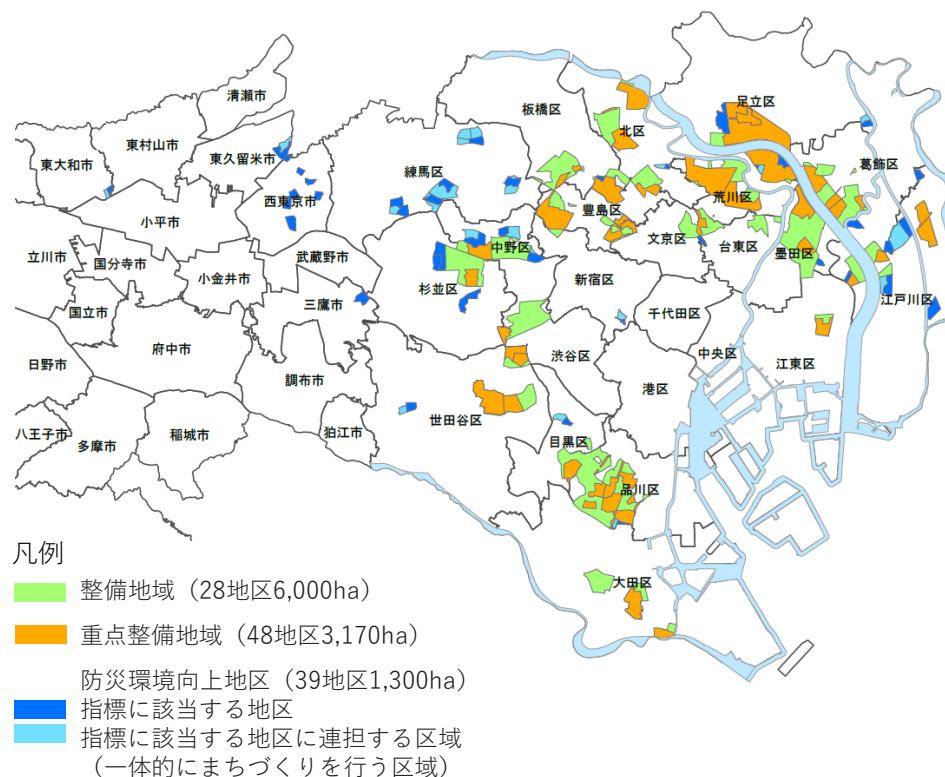 清瀬市
板橋区
足立区
東村山市
北区
東大和市
東久留米市
練馬区
葛飾区
西東京市
荒川区
豊島区
小平市
文京区
台東区
中野区
墨田区
立川市
国分寺市
武蔵野市
小金井市
新宿区
杉並区
江戸川区
三鷹市
国立市
千代田区
府中市
中央区
日野市
渋谷区
江東区
調布市
港区
八王子市
稲城市
狛江市
世田谷区
多摩市
目黒区
品川区
大田区
凡例
整備地域(28地区6,000ha)
重点整備地域(48地区3,170ha)
防災環境向上地区(39地区1,300ha)
指標に該当する地区
指標に該当する地区に連担する区域
(一体的にまちづくりを行う区域)